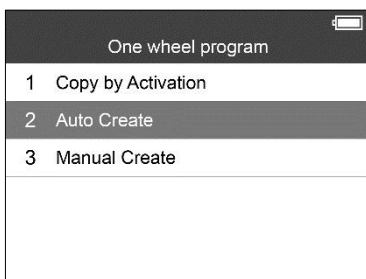 One wheel program
1 Copy by Activation
2 Auto Create
3 Manual Create